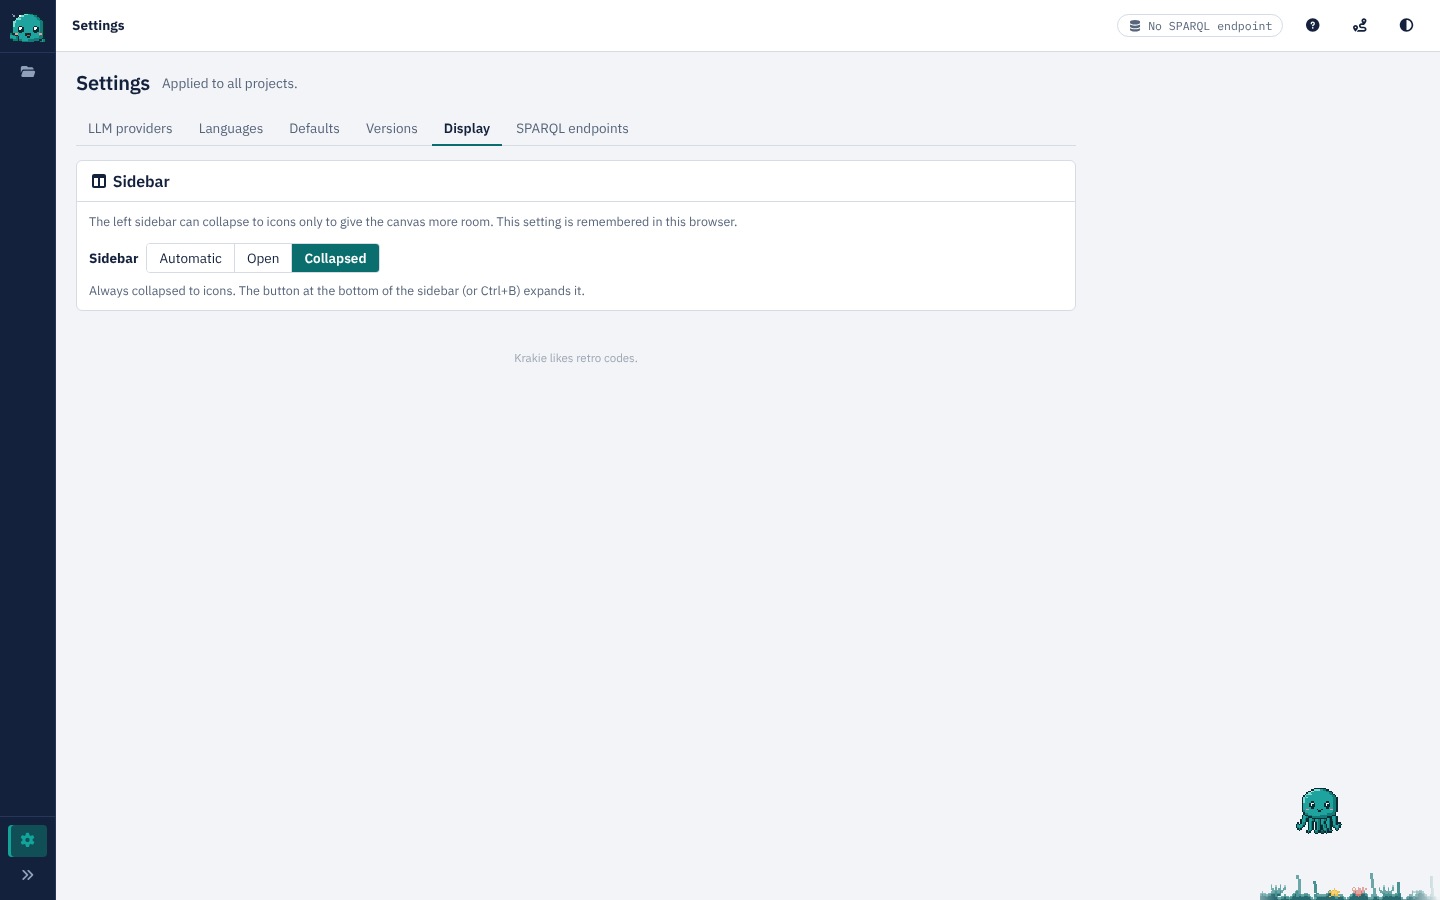 Settings
No SPARQL endpoint
Settings Applied to all projects.
LLM providers Languages Defaults Versions Display SPARQL endpoints
Sidebar
The left sidebar can collapse to icons only to give the canvas more room. This setting is remembered in this browser.
Sidebar Automatic Open Collapsed
Always collapsed to icons. The button at the bottom of the sidebar (or Ctrl+B) expands it.
Krakie likes retro codes.